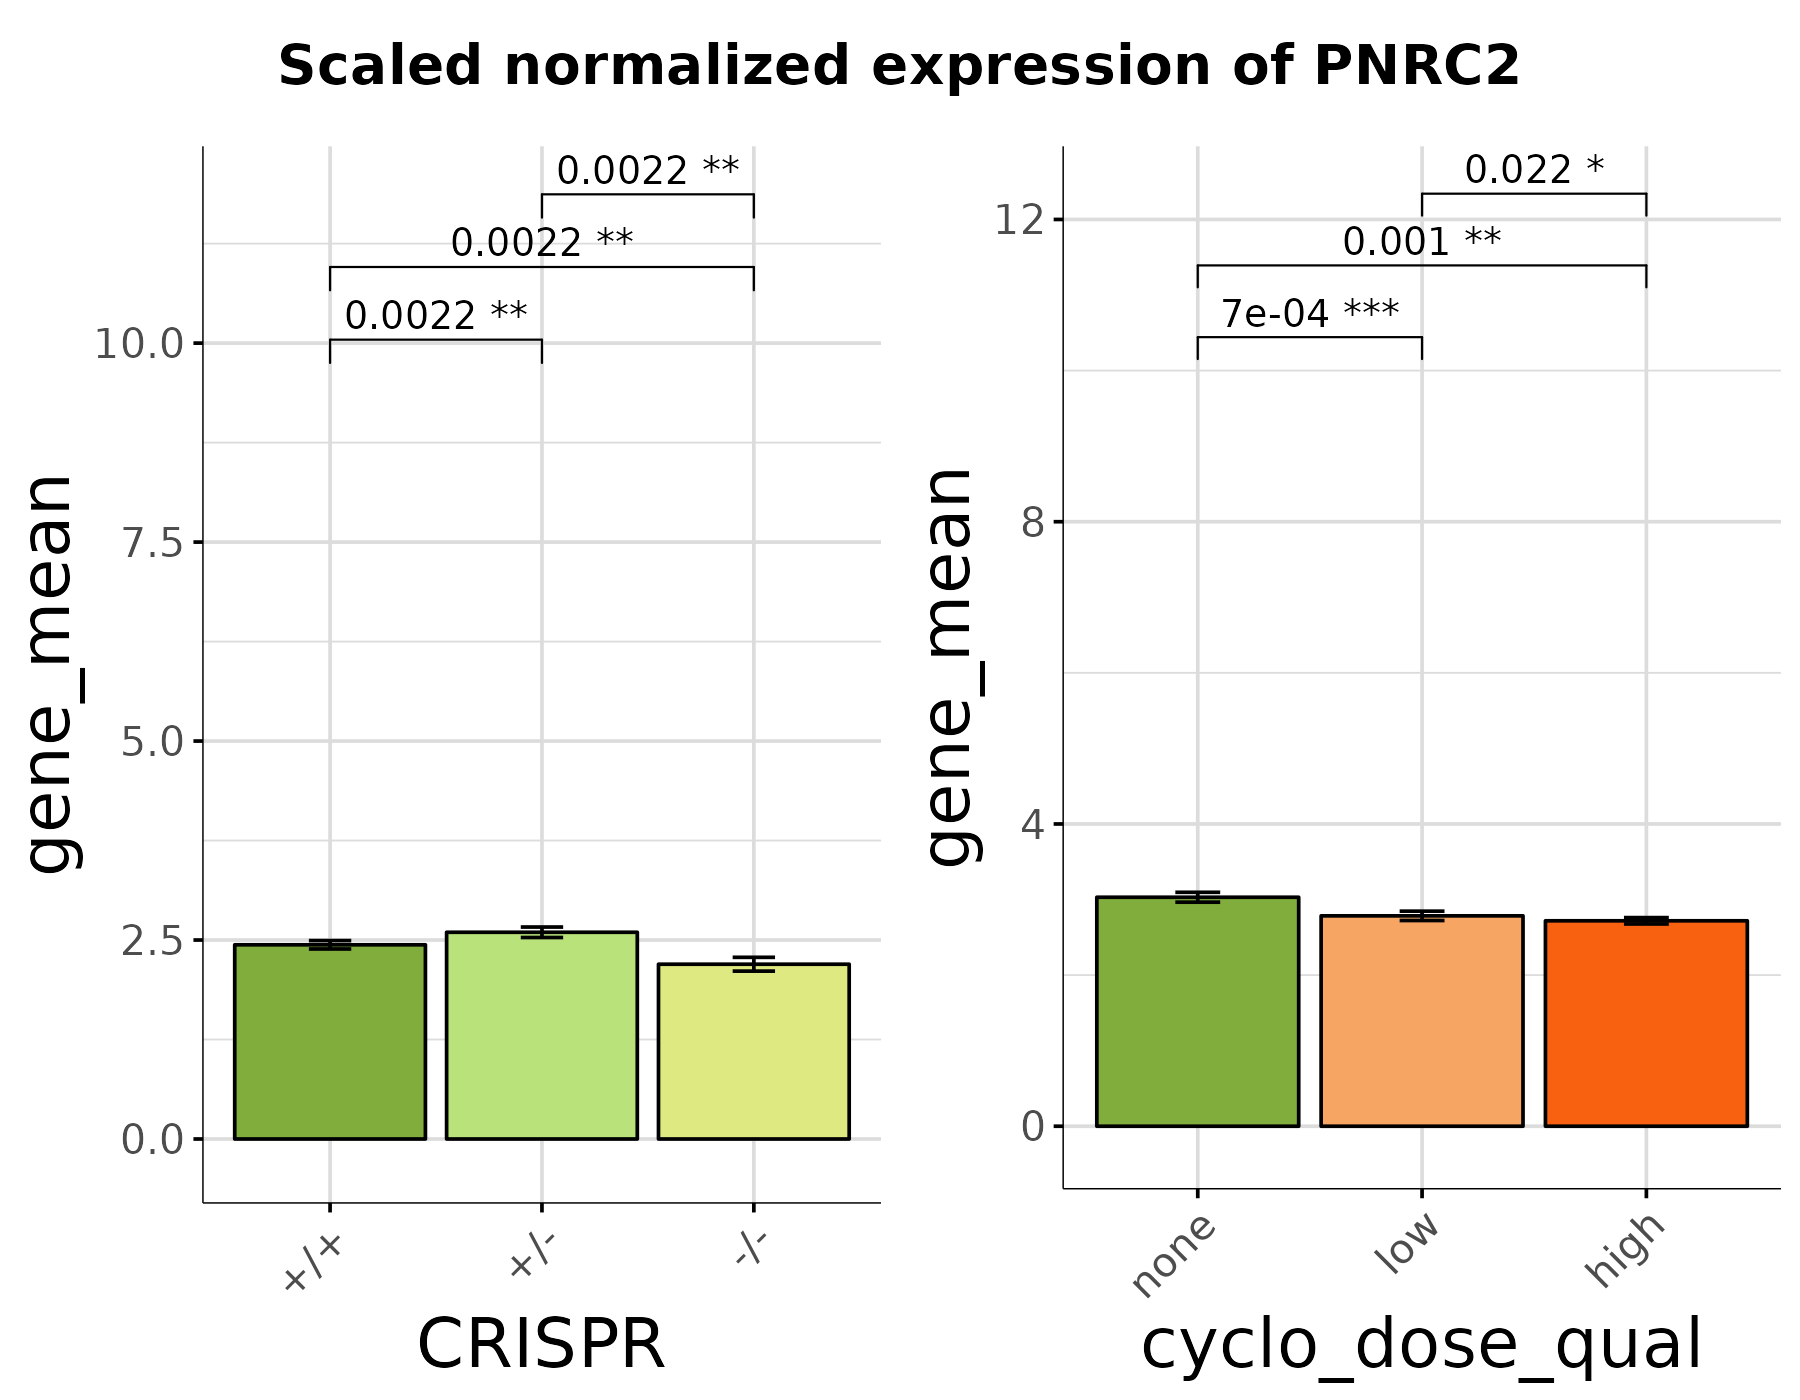 Scaled normalized expression of PNRC2
gene_mean
10.0
7.5
5.0
2.5
0.0
0.0022 **
0.0022 **
0.0022 **
+/+
+/-
-/-
CRISPR
gene_mean
12
8
4
0
0.022 *
0.001 **
7e-04 ***
none
low
high
cyclo_dose_qual